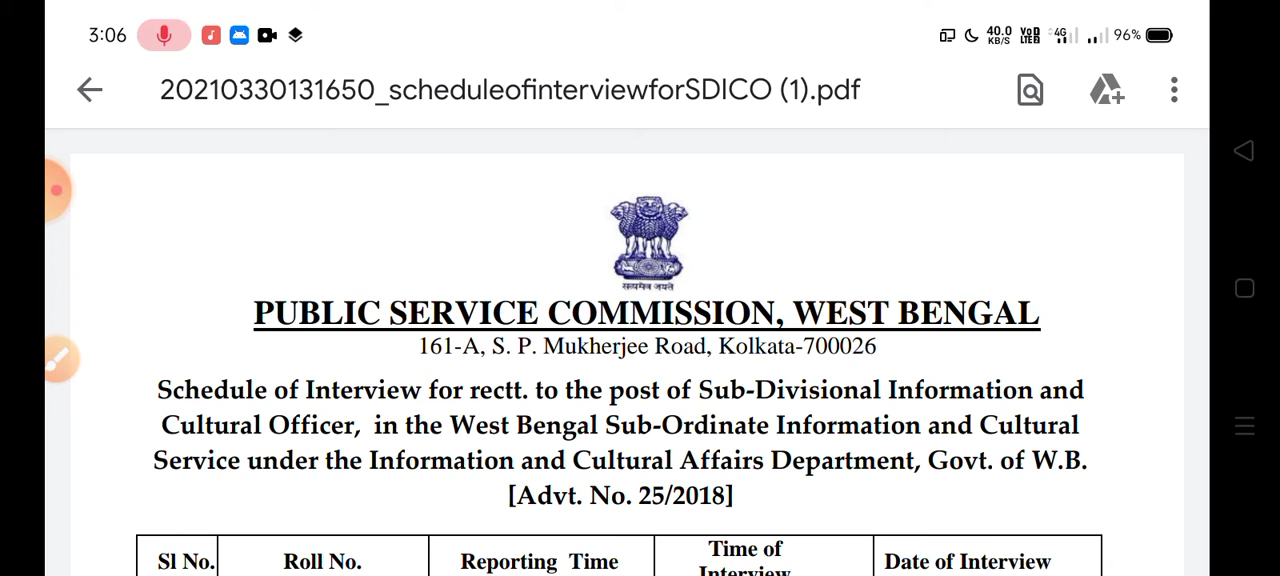 3:06 40.0 KB/S VoD LTE2 4G 96%
20210330131650_scheduleofinterviewforSDICO (1).pdf
सत्यमेव जयते
PUBLIC SERVICE COMMISSION, WEST BENGAL
161-A, S. P. Mukherjee Road, Kolkata-700026
Schedule of Interview for rectt. to the post of Sub-Divisional Information and
Cultural Officer, in the West Bengal Sub-Ordinate Information and Cultural
Service under the Information and Cultural Affairs Department, Govt. of W.B.
[Advt. No. 25/2018]
Sl No. Roll No. Reporting Time Time of Interview Date of Interview